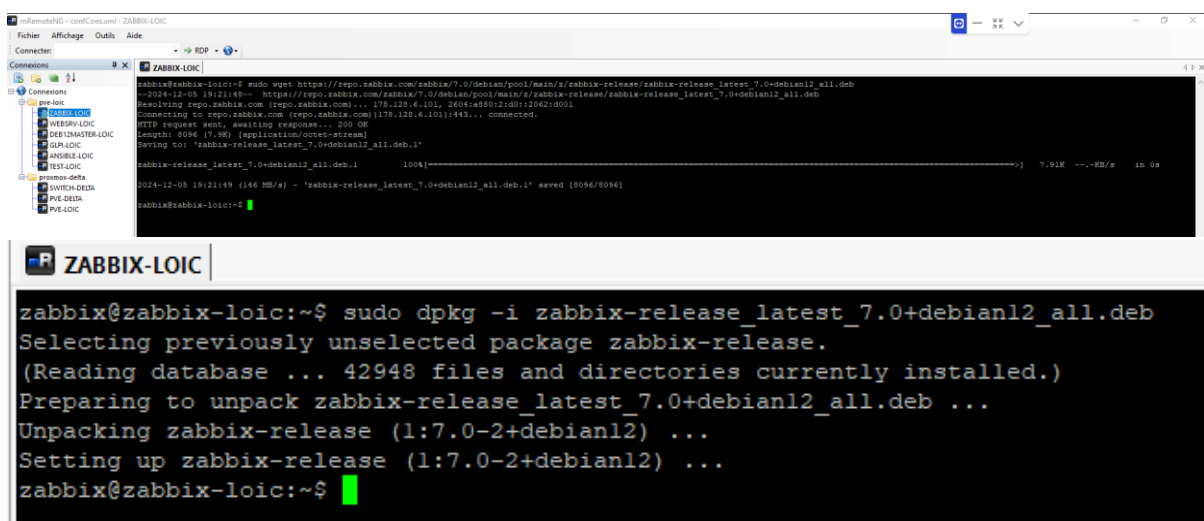 mRemoteNG - confCons.xml - ZABBIX-LOIC
Fichier Affichage Outils Aide
Connecter: RDP
Connexions
ZABBIX-LOIC
Connexions
pve-loic
ZABBIX-LOIC
WEBSRV-LOIC
DEB12MASTER-LOIC
GLPI-LOIC
ANSIBLE-LOIC
TEST-LOIC
proxmox-delta
SWITCH-DELTA
PVE-DELTA
PVE-LOIC
zabbix@zabbix-loic:~$ sudo wget https://repo.zabbix.com/zabbix/7.0/debian/pool/main/z/zabbix-release/zabbix-release_latest_7.0+debian12_all.deb
--2024-12-05 19:21:48-- https://repo.zabbix.com/zabbix/7.0/debian/pool/main/z/zabbix-release/zabbix-release_latest_7.0+debian12_all.deb
Resolving repo.zabbix.com (repo.zabbix.com)... 178.128.6.101, 2604:a880:2:d0::2062:d001
Connecting to repo.zabbix.com (repo.zabbix.com)|178.128.6.101|:443... connected.
HTTP request sent, awaiting response... 200 OK
Length: 8096 (7.9K) [application/octet-stream]
Saving to: ‘zabbix-release_latest_7.0+debian12_all.deb.1’
zabbix-release_latest_7.0+debian12_all.deb.1 100%[===================>] 7.91K --.-KB/s in 0s
2024-12-05 19:21:49 (146 MB/s) - ‘zabbix-release_latest_7.0+debian12_all.deb.1’ saved [8096/8096]
zabbix@zabbix-loic:~$
ZABBIX-LOIC
zabbix@zabbix-loic:~$ sudo dpkg -i zabbix-release_latest_7.0+debian12_all.deb
Selecting previously unselected package zabbix-release.
(Reading database ... 42948 files and directories currently installed.)
Preparing to unpack zabbix-release_latest_7.0+debian12_all.deb ...
Unpacking zabbix-release (1:7.0-2+debian12) ...
Setting up zabbix-release (1:7.0-2+debian12) ...
zabbix@zabbix-loic:~$